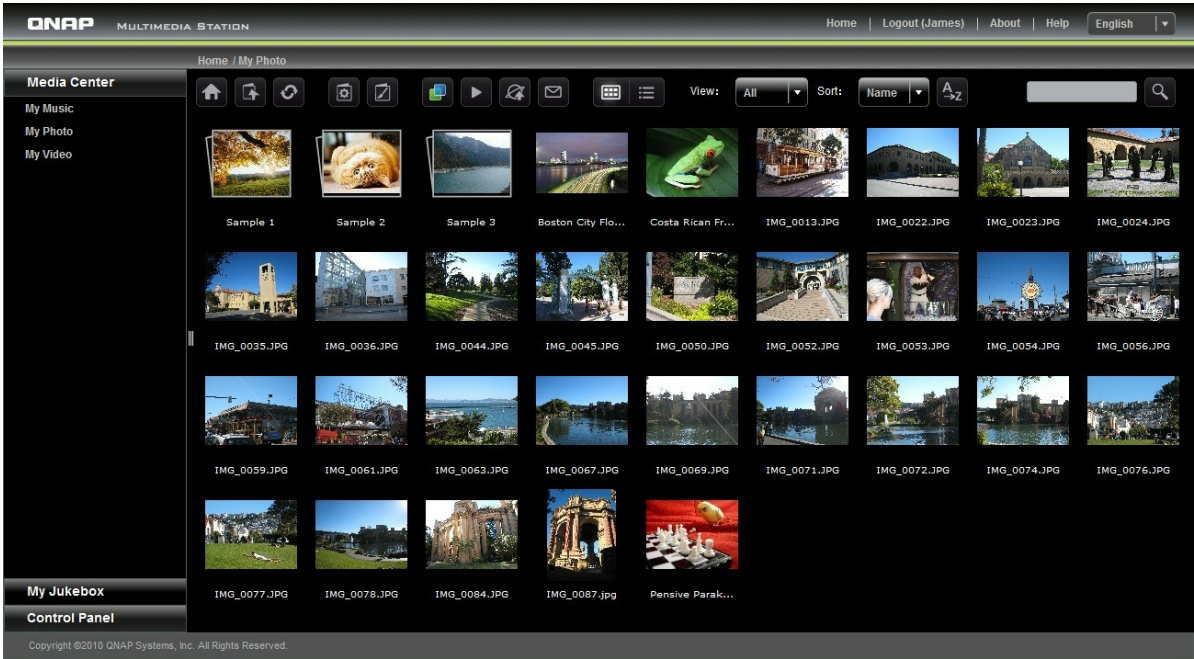 QNAP MULTIMEDIA STATION
Home | Logout (James) | About | Help English
Home / My Photo
Media Center
My Music
My Photo
My Video
View: All Sort: Name A→Z
Sample 1 Sample 2 Sample 3 Boston City Flo... Costa Rican Fr... IMG_0013.JPG IMG_0022.JPG IMG_0023.JPG IMG_0024.JPG
IMG_0035.JPG IMG_0036.JPG IMG_0044.JPG IMG_0045.JPG IMG_0050.JPG IMG_0052.JPG IMG_0053.JPG IMG_0054.JPG IMG_0056.JPG
IMG_0059.JPG IMG_0061.JPG IMG_0063.JPG IMG_0067.JPG IMG_0069.JPG IMG_0071.JPG IMG_0072.JPG IMG_0074.JPG IMG_0076.JPG
IMG_0077.JPG IMG_0078.JPG IMG_0084.JPG IMG_0087.jpg Pensive Parak...
My Jukebox
Control Panel
Copyright ©2010 QNAP Systems, Inc. All Rights Reserved.